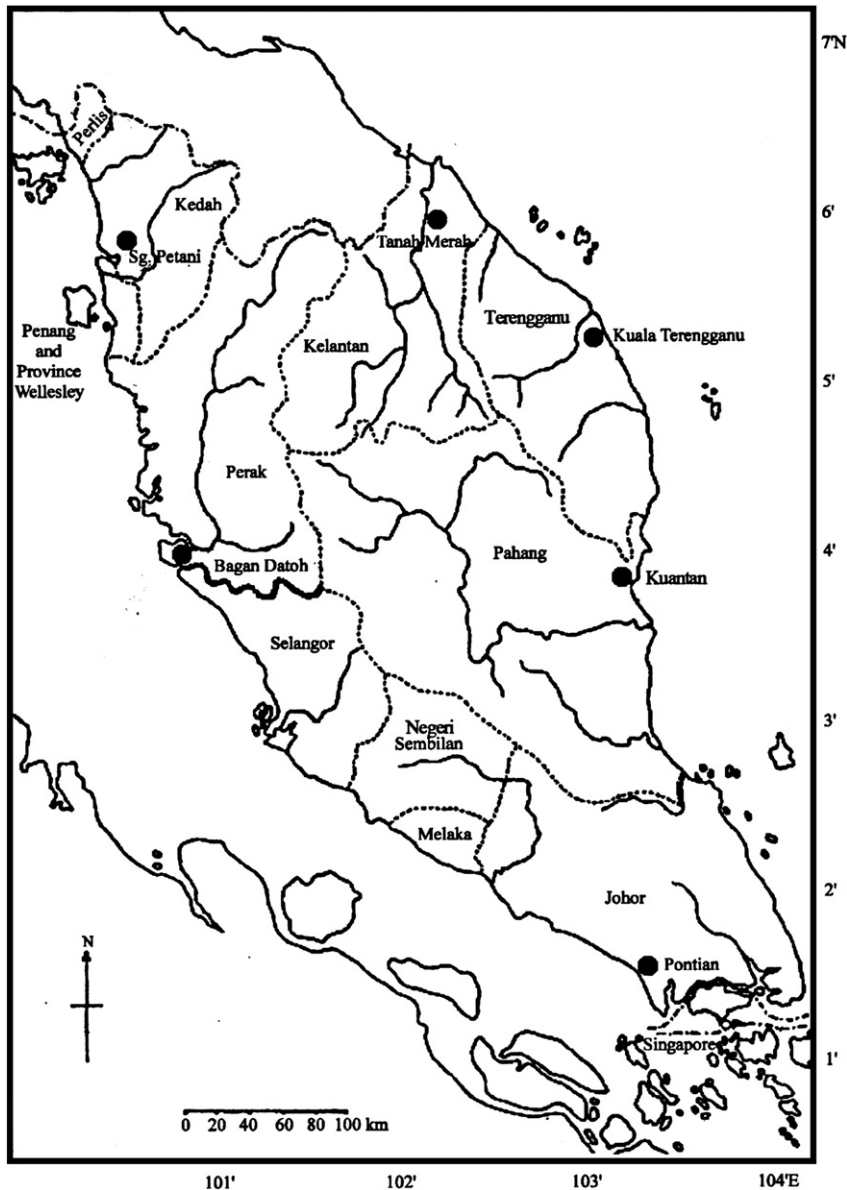 7'N
Perlis
Kedah
6'
Tanah Merah
Sg. Petani
Terengganu
Kuala Terengganu
Penang
and
Province
Wellesley
Kelantan
5'
Perak
Pahang
4'
Bagan Datoh
Kuantan
Selangor
3'
Negeri
Sembilan
Melaka
2'
Johor
N
Pontian
Singapore
1'
0 20 40 60 80 100 km
101'
102'
103'
104'E